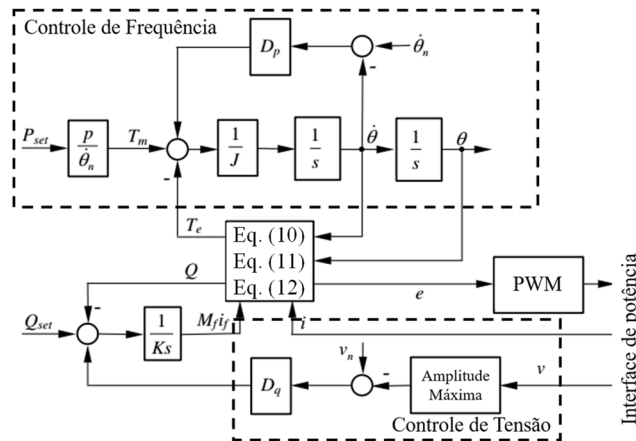 Controle de Frequência
D_p
-
θ̇_n
P_set
p
θ̇_n
T_m
1
J
1
s
θ̇
1
s
θ
-
T_e
Eq. (10)
Eq. (11)
Eq. (12)
Q
e
PWM
-
Q_set
1
Ks
M_f i_f
i
v_n
D_q
-
Amplitude
Máxima
v
Controle de Tensão
Interface de potência